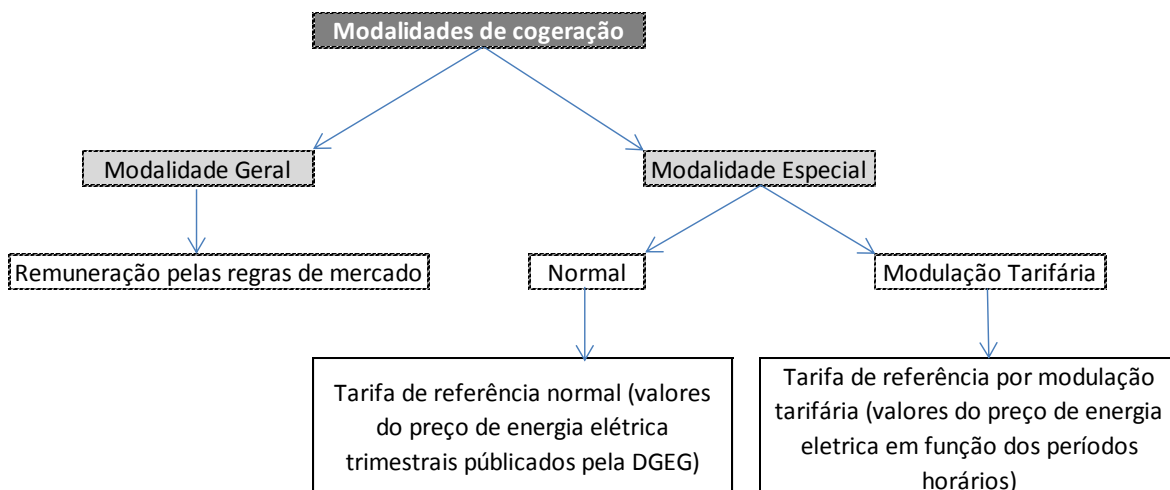 Modalidades de cogeração
Modalidade Geral
Modalidade Especial
Remuneração pelas regras de mercado
Normal
Modulação Tarifária
Tarifa de referência normal (valores
do preço de energia elétrica
trimestrais públicados pela DGEG)
Tarifa de referência por modulação
tarifária (valores do preço de energia
eletrica em função dos períodos
horários)